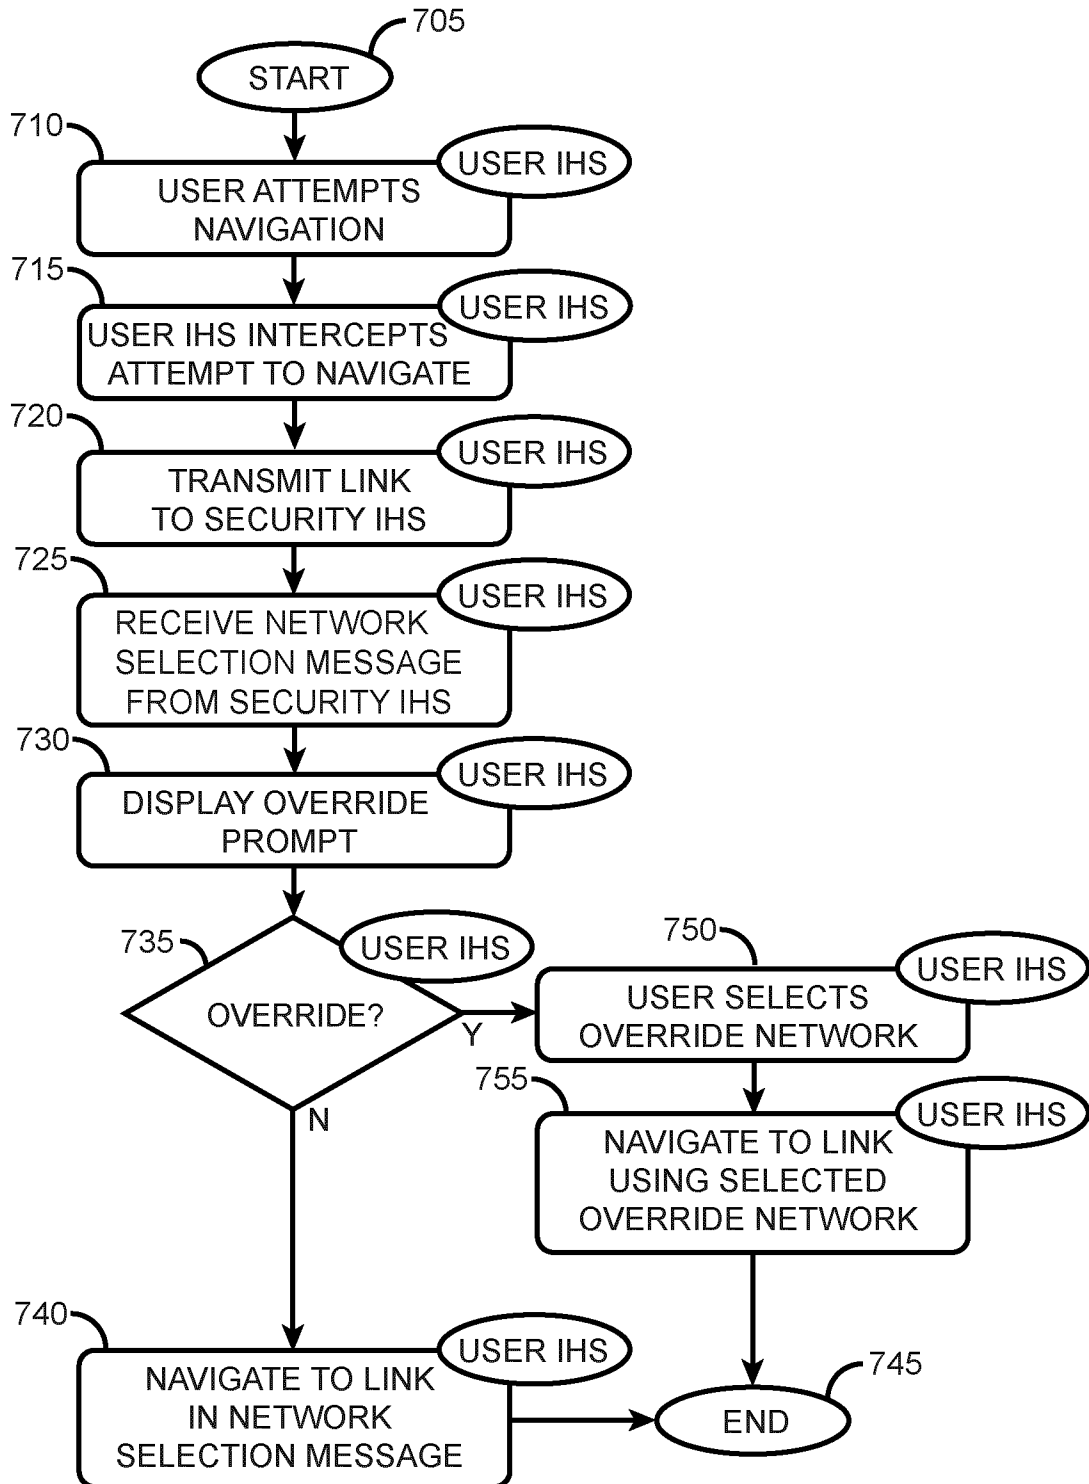 705
START
710
USER IHS
USER ATTEMPTS
NAVIGATION
715
USER IHS
USER IHS INTERCEPTS
ATTEMPT TO NAVIGATE
720
USER IHS
TRANSMIT LINK
TO SECURITY IHS
725
USER IHS
RECEIVE NETWORK
SELECTION MESSAGE
FROM SECURITY IHS
730
USER IHS
DISPLAY OVERRIDE
PROMPT
735
USER IHS
OVERRIDE?
Y
N
750
USER IHS
USER SELECTS
OVERRIDE NETWORK
755
USER IHS
NAVIGATE TO LINK
USING SELECTED
OVERRIDE NETWORK
740
USER IHS
NAVIGATE TO LINK
IN NETWORK
SELECTION MESSAGE
745
END